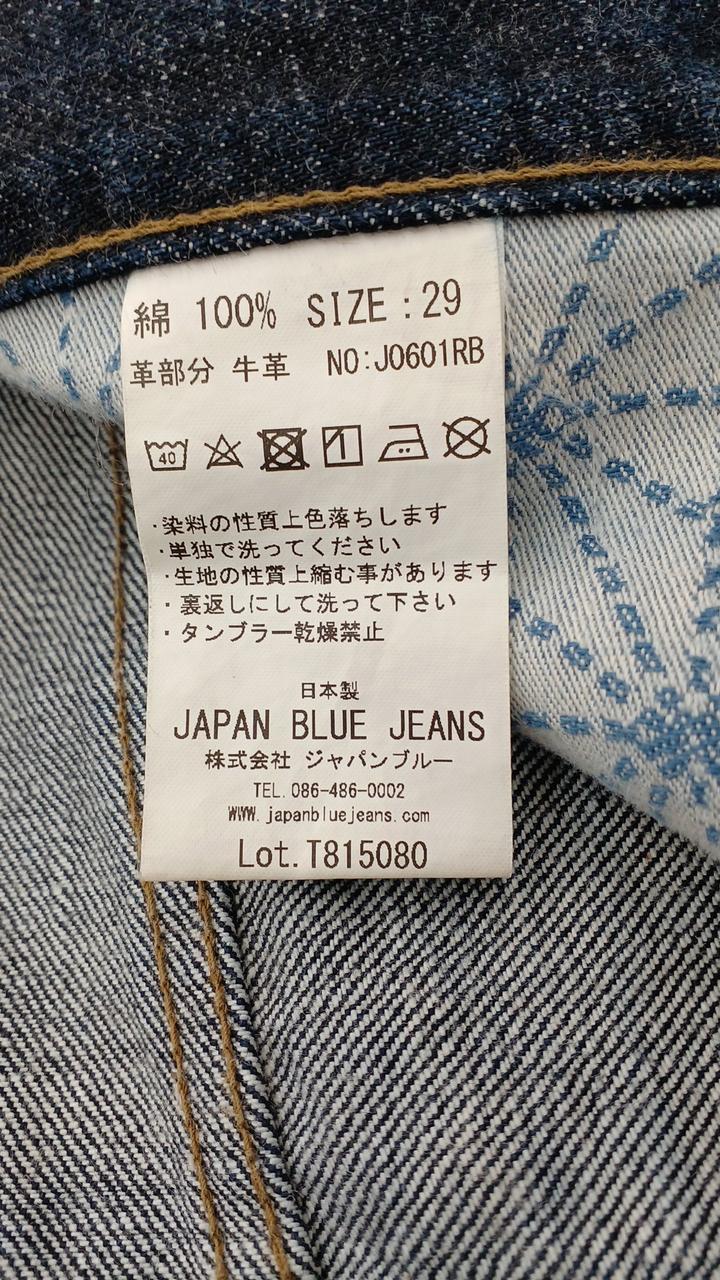 綿 100% SIZE:29
革部分 牛革 NO:J0601RB
40
・染料の性質上色落ちします
・単独で洗ってください
・生地の性質上縮む事があります
・裏返しにして洗って下さい
・タンブラー乾燥禁止
日本製
JAPAN BLUE JEANS
株式会社 ジャパンブルー
TEL.086-486-0002
WWW.japanbluejeans.com
Lot.T815080